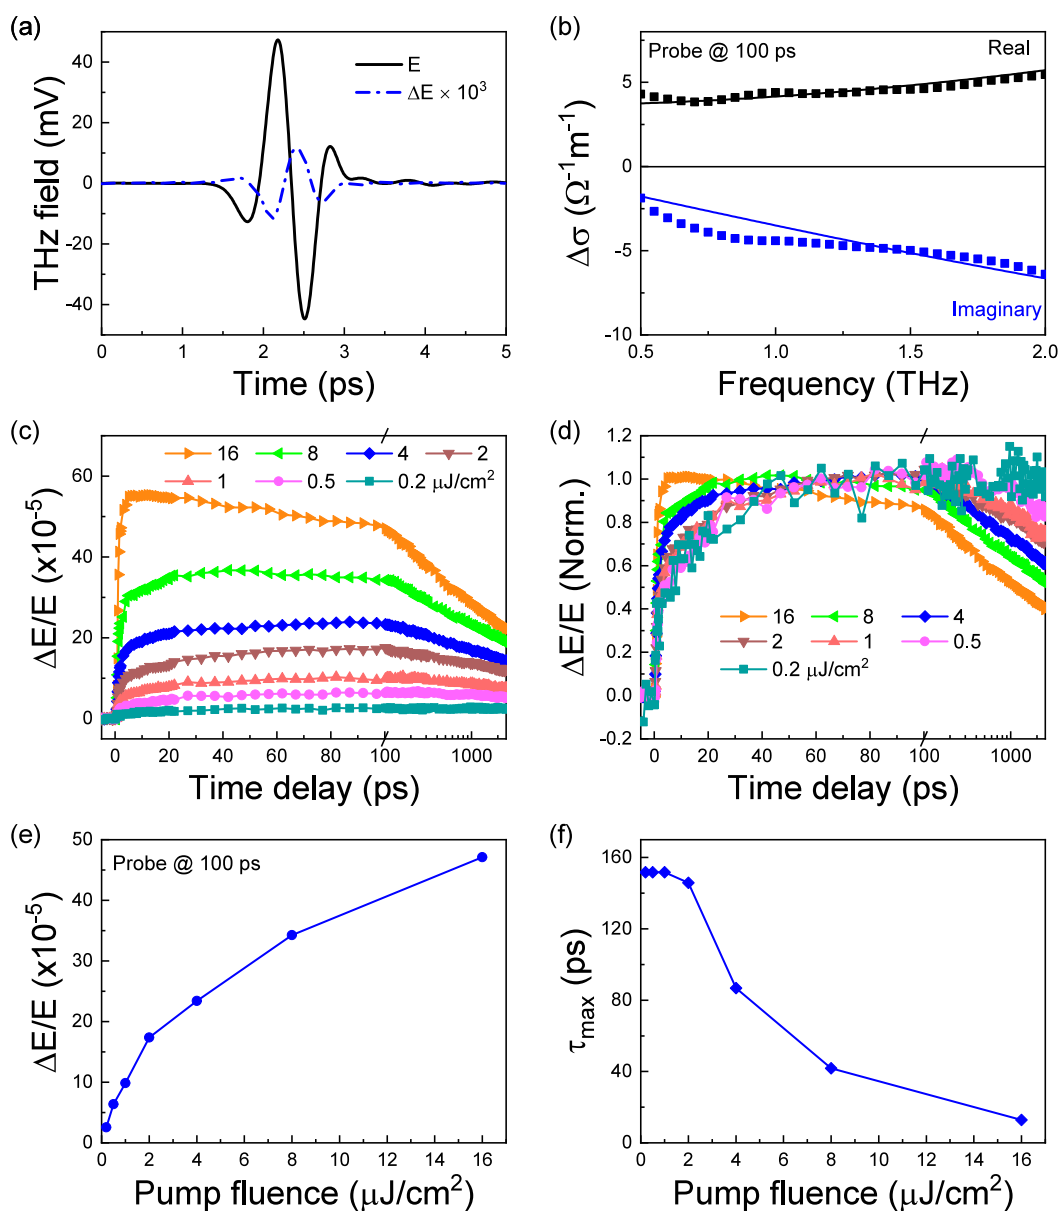 (a)
50
40
20
0
-20
-40
-50
THz field (mV)
E
ΔE × 10³
0 1 2 3 4 5
Time (ps)
(b)
Probe @ 100 ps
Real
10
5
0
-5
-10
Δσ (Ω⁻¹m⁻¹)
Imaginary
0.5 1.0 1.5 2.0
Frequency (THz)
(c)
16 8 4 2
1 0.5 0.2 μJ/cm²
60
40
20
0
ΔE/E (x10⁻⁵)
0 20 40 60 80 100 1000
Time delay (ps)
(d)
1.2
1.0
0.8
0.6
0.4
0.2
0.0
-0.2
ΔE/E (Norm.)
16 8 4
2 1 0.5
0.2 μJ/cm²
0 20 40 60 80 100 1000
Time delay (ps)
(e)
Probe @ 100 ps
50
40
30
20
10
0
ΔE/E (x10⁻⁵)
0 2 4 6 8 10 12 14 16
Pump fluence (μJ/cm²)
(f)
160
120
80
40
0
τmax (ps)
0 2 4 6 8 10 12 14 16
Pump fluence (μJ/cm²)